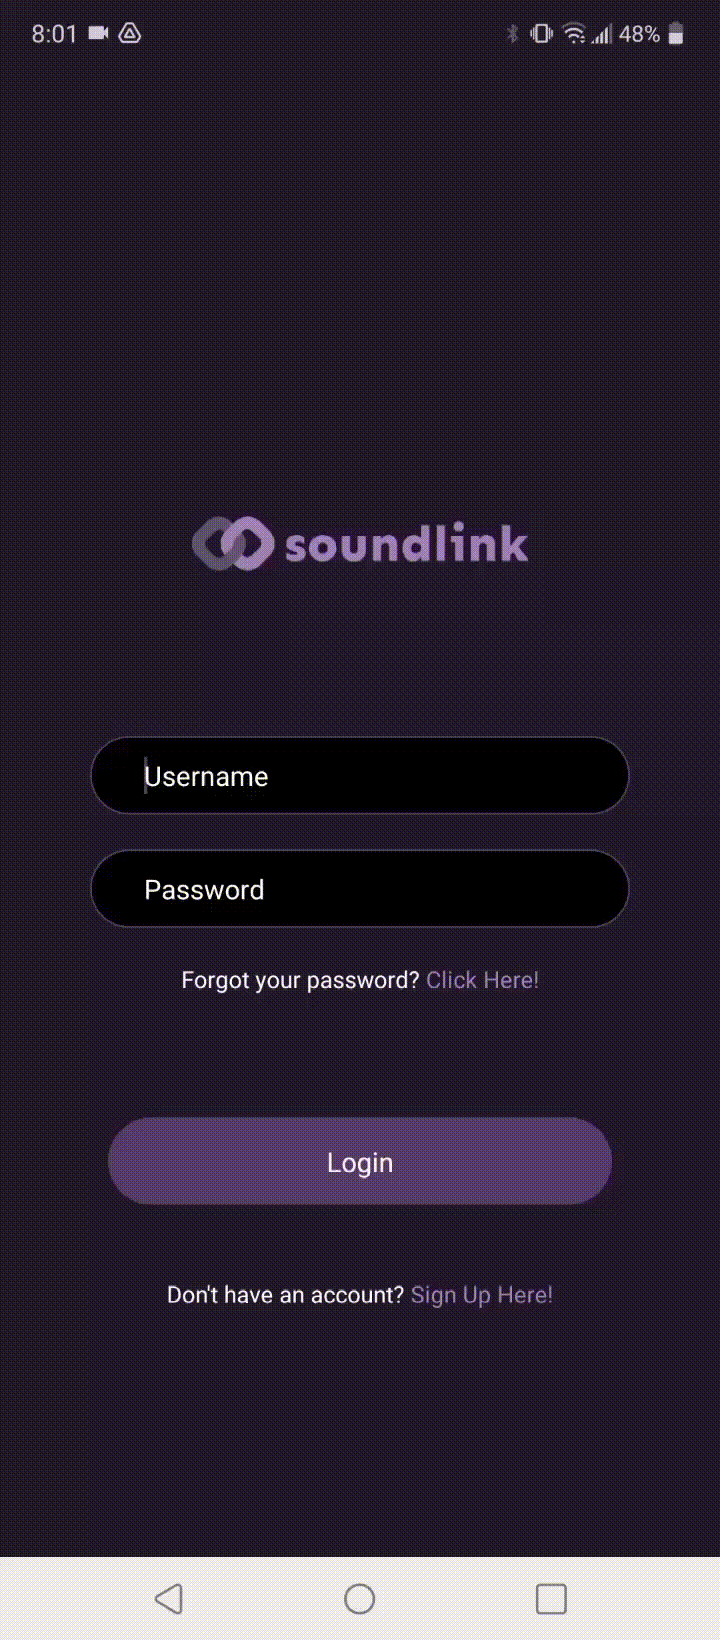 8:01 48%
soundlink
Username
Password
Forgot your password? Click Here!
Login
Don't have an account? Sign Up Here!